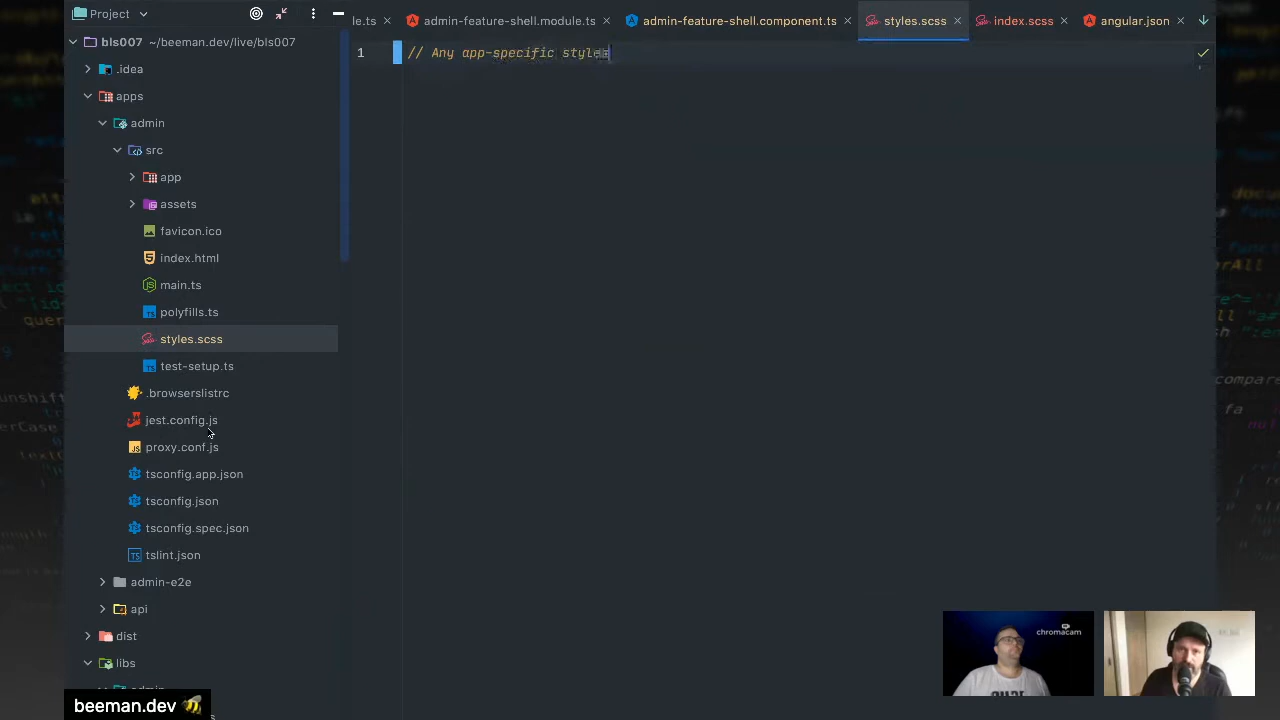 Project
le.ts
admin-feature-shell.module.ts
admin-feature-shell.component.ts
styles.scss
index.scss
angular.json
bls007 ~/beeman.dev/live/bls007
1
// Any app-specific styles
.idea
apps
admin
src
app
assets
favicon.ico
index.html
main.ts
polyfills.ts
styles.scss
test-setup.ts
.browserslistrc
jest.config.js
proxy.conf.js
tsconfig.app.json
tsconfig.json
tsconfig.spec.json
tslint.json
admin-e2e
api
dist
libs
chromacam
beeman.dev